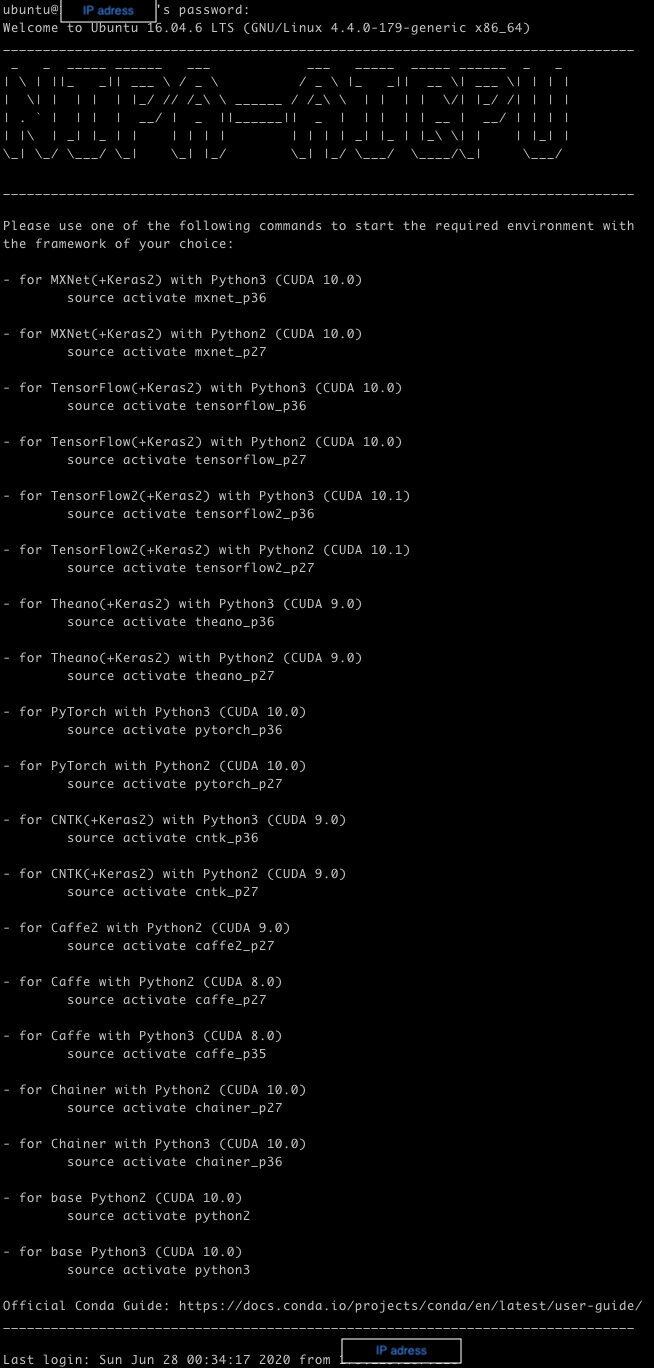 ubuntu@ IP adress 's password:
Welcome to Ubuntu 16.04.6 LTS (GNU/Linux 4.4.0-179-generic x86_64)
NIPA-AIGPU
Please use one of the following commands to start the required environment with
the framework of your choice:
- for MXNet(+Keras2) with Python3 (CUDA 10.0)
source activate mxnet_p36
- for MXNet(+Keras2) with Python2 (CUDA 10.0)
source activate mxnet_p27
- for TensorFlow(+Keras2) with Python3 (CUDA 10.0)
source activate tensorflow_p36
- for TensorFlow(+Keras2) with Python2 (CUDA 10.0)
source activate tensorflow_p27
- for TensorFlow2(+Keras2) with Python3 (CUDA 10.1)
source activate tensorflow2_p36
- for TensorFlow2(+Keras2) with Python2 (CUDA 10.1)
source activate tensorflow2_p27
- for Theano(+Keras2) with Python3 (CUDA 9.0)
source activate theano_p36
- for Theano(+Keras2) with Python2 (CUDA 9.0)
source activate theano_p27
- for PyTorch with Python3 (CUDA 10.0)
source activate pytorch_p36
- for PyTorch with Python2 (CUDA 10.0)
source activate pytorch_p27
- for CNTK(+Keras2) with Python3 (CUDA 9.0)
source activate cntk_p36
- for CNTK(+Keras2) with Python2 (CUDA 9.0)
source activate cntk_p27
- for Caffe2 with Python2 (CUDA 9.0)
source activate caffe2_p27
- for Caffe with Python2 (CUDA 8.0)
source activate caffe_p27
- for Caffe with Python3 (CUDA 8.0)
source activate caffe_p35
- for Chainer with Python2 (CUDA 10.0)
source activate chainer_p27
- for Chainer with Python3 (CUDA 10.0)
source activate chainer_p36
- for base Python2 (CUDA 10.0)
source activate python2
- for base Python3 (CUDA 10.0)
source activate python3
Official Conda Guide: https://docs.conda.io/projects/conda/en/latest/user-guide/
Last login: Sun Jun 28 00:34:17 2020 from IP adress